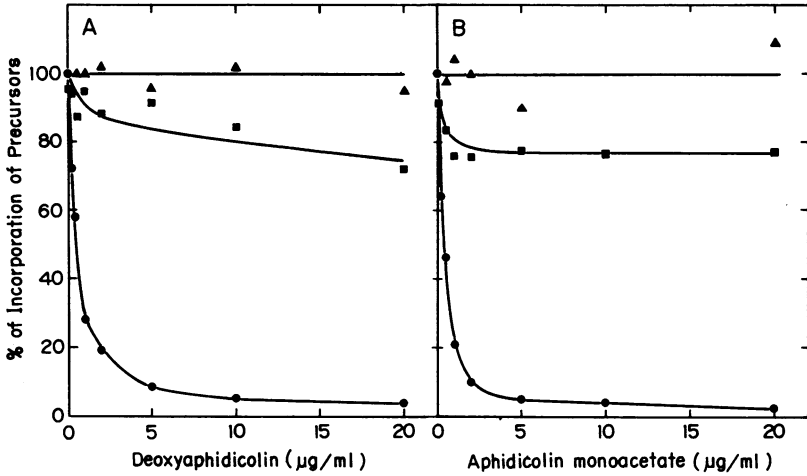 A
B
% of Incorporation of Precursors
100
80
60
40
20
0
0 5 10 15 20
0 5 10 15 20
Deoxyaphidicolin (µg/ml)
Aphidicolin monoacetate (µg/ml)